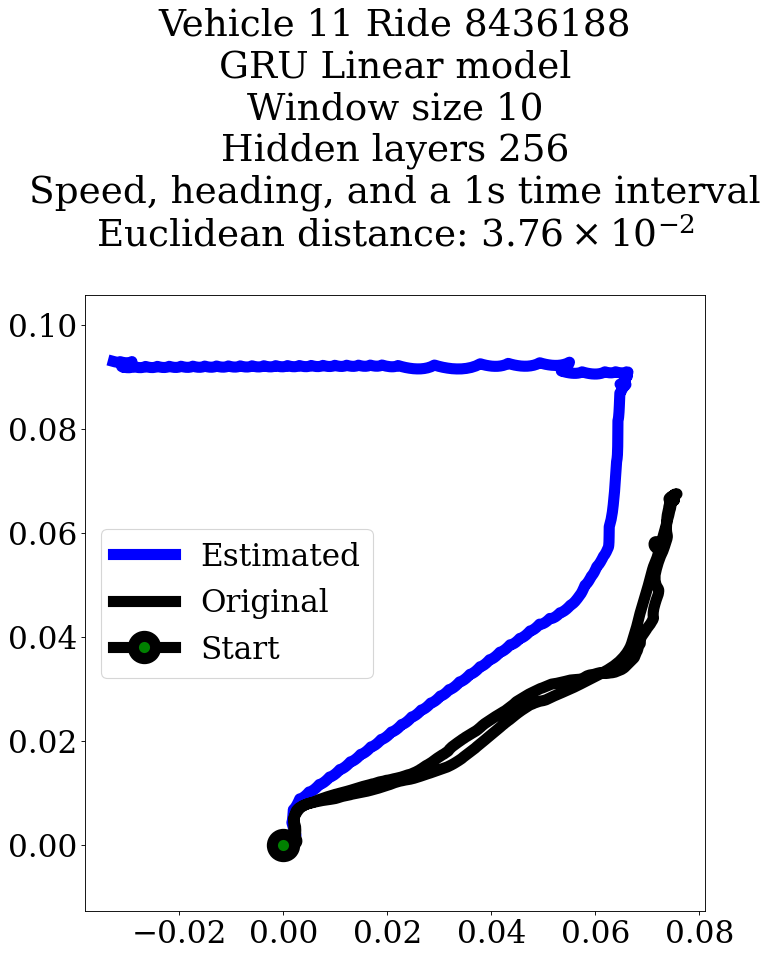 Vehicle 11 Ride 8436188
GRU Linear model
Window size 10
Hidden layers 256
Speed, heading, and a 1s time interval
Euclidean distance: 3.76 × 10⁻²
0.10
0.08
0.06
0.04
0.02
0.00
Estimated
Original
Start
−0.02 0.00 0.02 0.04 0.06 0.08